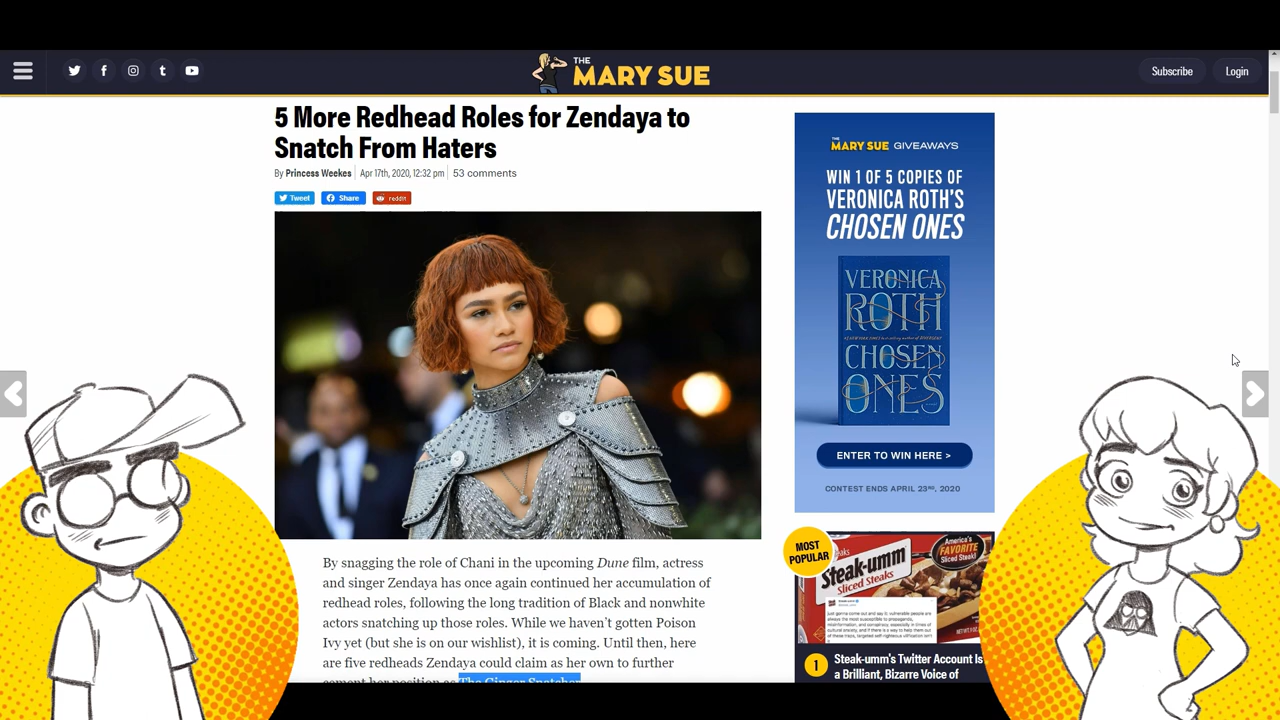 THE
MARY SUE
Subscribe
Login
5 More Redhead Roles for Zendaya to
Snatch From Haters
By Princess Weekes
Apr 17th, 2020, 12:32 pm
53 comments
Tweet
Share
reddit
By snagging the role of Chani in the upcoming Dune film, actress
and singer Zendaya has once again continued her accumulation of
redhead roles, following the long tradition of Black and nonwhite
actors snatching up those roles. While we haven't gotten Poison
Ivy yet (but she is on our wishlist), it is coming. Until then, here
are five redheads Zendaya could claim as her own to further
cement her position as The Ginger Snatcher
THE
MARY SUE GIVEAWAYS
WIN 1 OF 5 COPIES OF
VERONICA ROTH'S
CHOSEN ONES
VERONICA
ROTH
CHOSEN
ONES
ENTER TO WIN HERE >
CONTEST ENDS APRIL 23RD, 2020
MOST
POPULAR
Steak-umm
Sliced Steaks
America's
FAVORITE
Sliced Steak!
1
Steak-umm's Twitter Account Is
a Brilliant, Bizarre Voice of